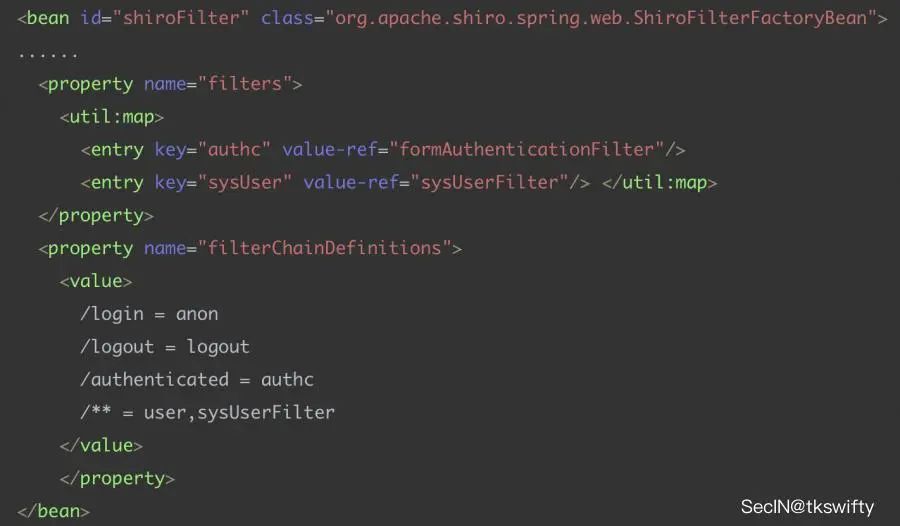 <bean id="shiroFilter" class="org.apache.shiro.spring.web.ShiroFilterFactoryBean">
......
<property name="filters">
<util:map>
<entry key="authc" value-ref="formAuthenticationFilter"/>
<entry key="sysUser" value-ref="sysUserFilter"/> </util:map>
</property>
<property name="filterChainDefinitions">
<value>
/login = anon
/logout = logout
/authenticated = authc
/** = user,sysUserFilter
</value>
</property>
</bean>
SecIN@tkswifty